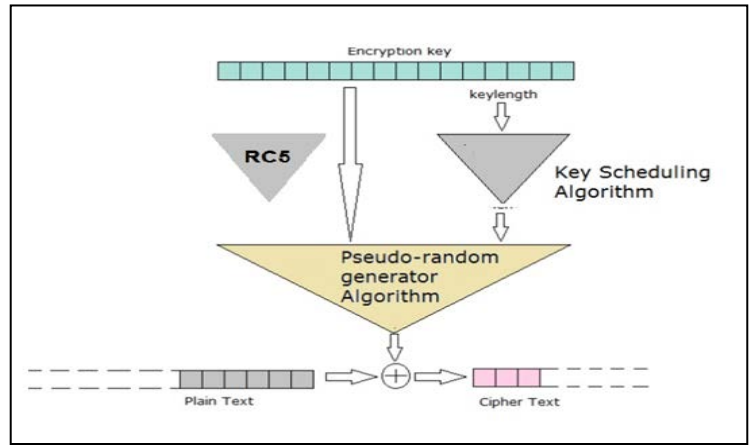 Encryption key
keylength
RC5
Key Scheduling
Algorithm
Pseudo-random
generator
Algorithm
Plain Text
Cipher Text